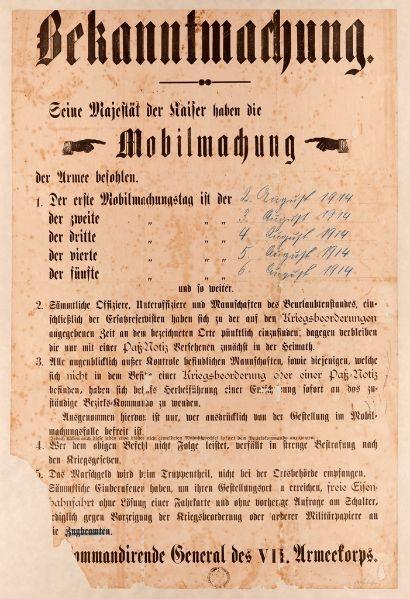 Bekanntmachung.
Seine Majestät der Kaiser haben die
Mobilmachung
der Armee befohlen.
1. Der erste Mobilmachungstag ist der 2. August 1914
der zweite " " " 3. August 1914
der dritte " " " 4. August 1914
der vierte " " " 5. August 1914
der fünfte " " " 6. August 1914.
und so weiter.
2. Sämmtliche Offiziere, Unteroffiziere und Mannschaften des Beurlaubtenstandes, ein-
schließlich der Ersatzreservisten haben sich zu der auf den Kriegsbeorderungen
angegebenen Zeit an dem bezeichneten Orte pünktlich einzufinden; dagegen verbleiben
die nur mit einer Paß-Notiz Versehenen zunächst in der Heimath.
3. Alle augenblicklich außer Kontrolle befindlichen Mannschaften, sowie diejenigen, welche
sich nicht in dem Besitze einer Kriegsbeorderung oder einer Paß-Notiz
befinden, haben sich behufs Herbeiführung einer sofort an das zu-
ständige Bezirks-Kommando zu wenden.
Ausgenommen hiervon ist nur, wer ausdrücklich von der Gestellung im Mobil-
machungsfalle befreit ist.
4. Wer dem obigen Befehl nicht Folge leistet, verfällt in strenge Bestrafung nach
den Kriegsgesetzen.
5. Das Marschgeld wird beim Truppentheil, nicht bei der Ortsbehörde empfangen.
Sämmtliche Einberufenen haben, um ihren Gestellungsort zu erreichen, freie Eisen-
bahnfahrt ohne Lösung einer Fahrkarte und ohne vorherige Anfrage am Schalter,
lediglich gegen Vorzeigung der Kriegsbeorderung oder anderer Militärpapiere an
die Zugbeamten.
kommandirende General des VII. Armeekorps.